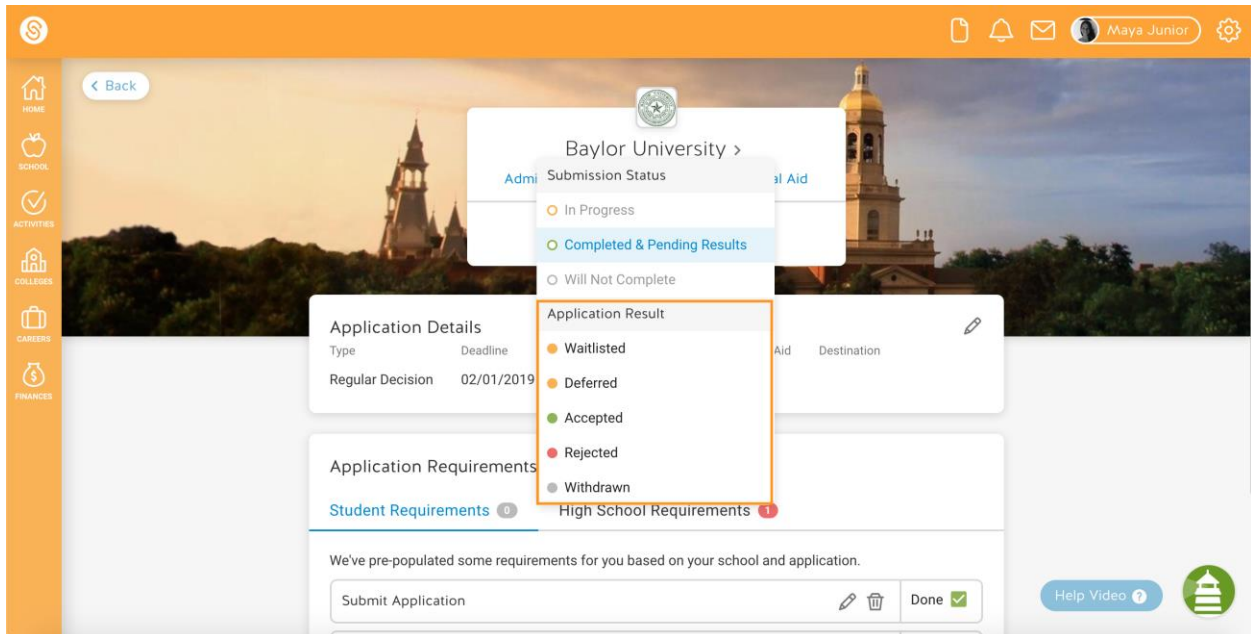 Maya Junior
HOME
SCHOOL
ACTIVITIES
COLLEGES
CAREERS
FINANCES
Back
Baylor University
Admi
al Aid
Submission Status
In Progress
Completed & Pending Results
Will Not Complete
Application Result
Waitlisted
Deferred
Accepted
Rejected
Withdrawn
Application Details
Type Deadline Aid Destination
Regular Decision 02/01/2019
Application Requirements
Student Requirements 0 High School Requirements 1
We've pre-populated some requirements for you based on your school and application.
Submit Application Done
Help Video ?